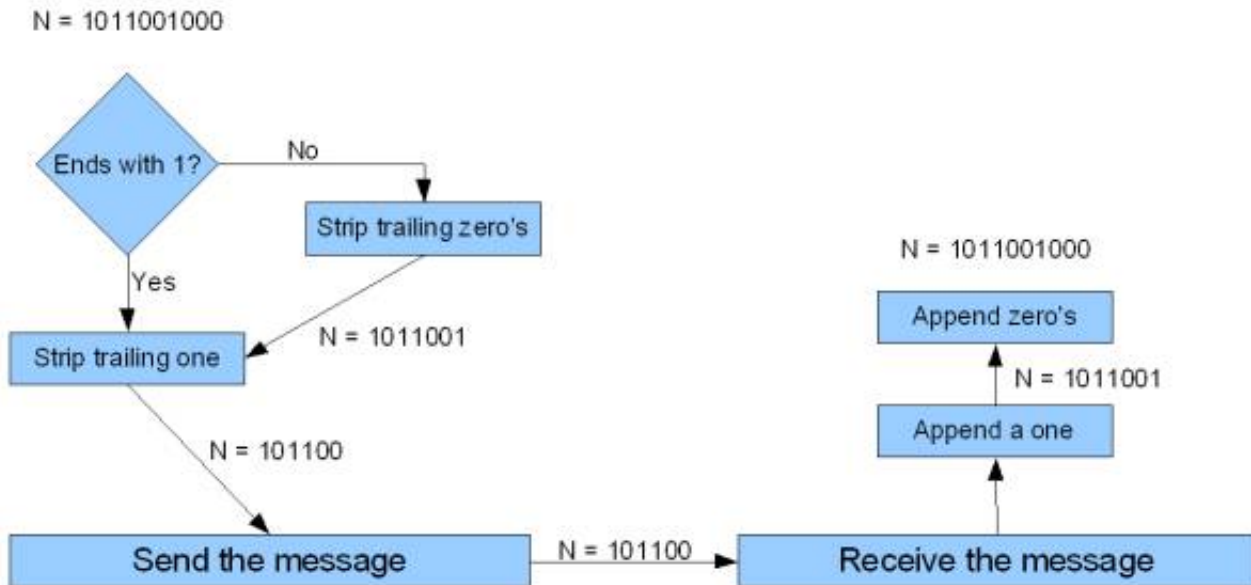 N = 1011001000
Ends with 1?
No
Strip trailing zero's
Yes
N = 1011001
Strip trailing one
N = 101100
Send the message
N = 101100
Receive the message
Append a one
N = 1011001
Append zero's
N = 1011001000